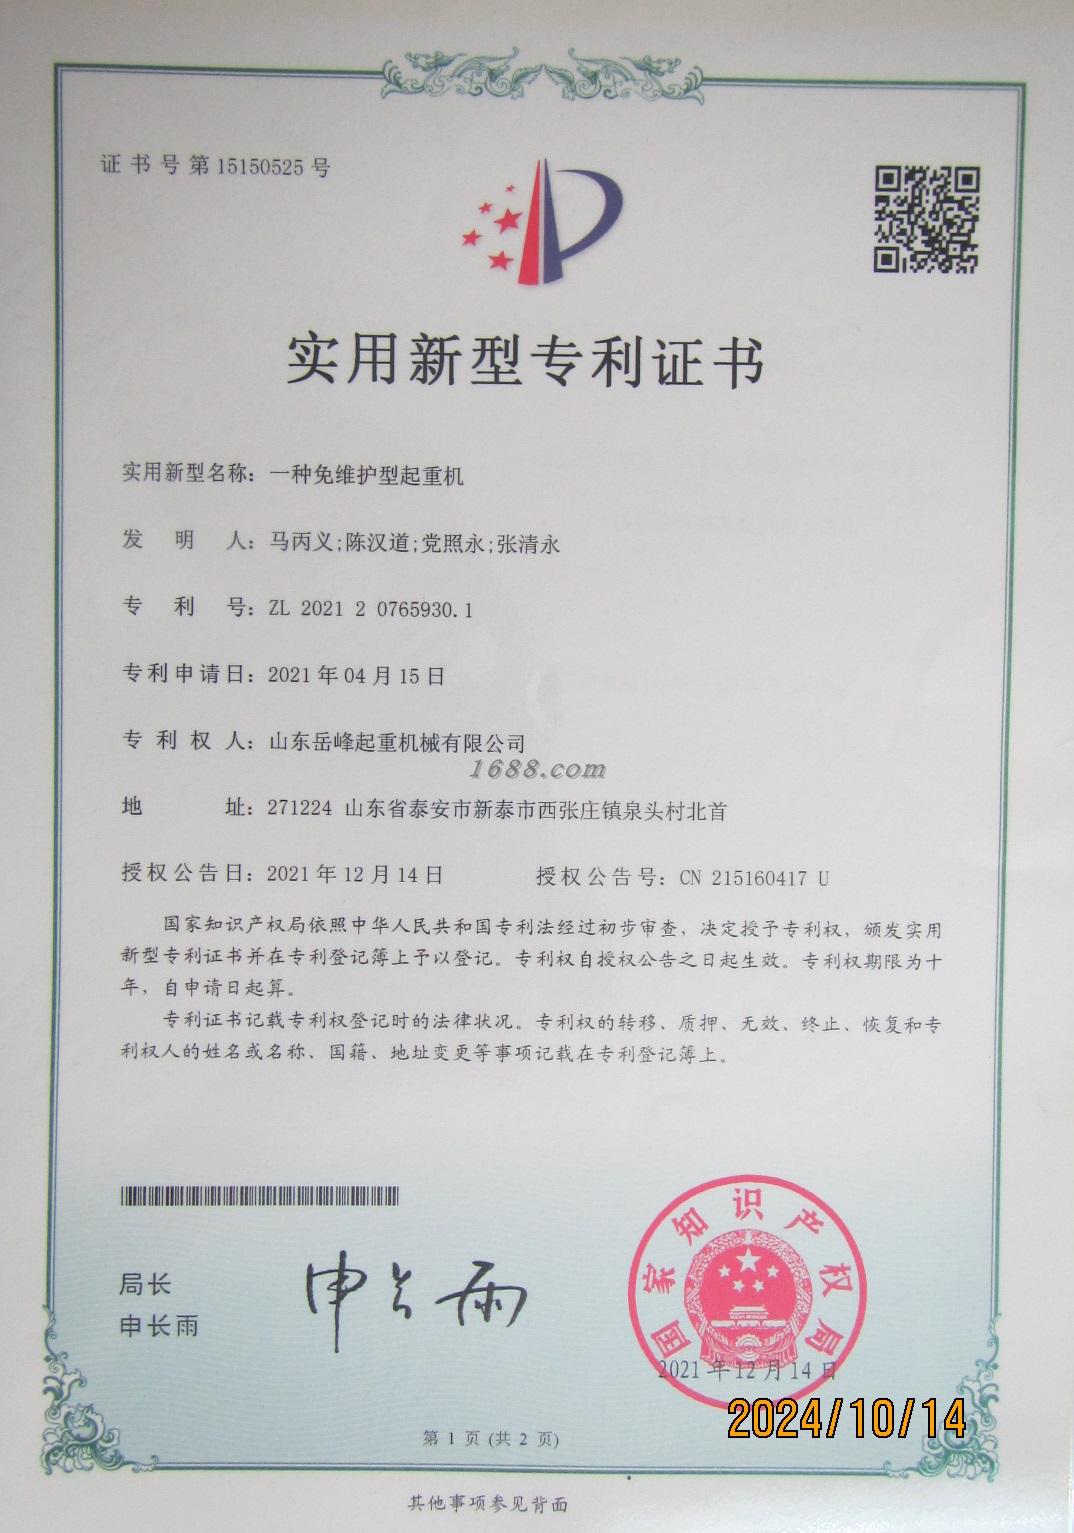 证书号第15150525号
实用新型专利证书
实用新型名称：一种免维护型起重机
发明人：马丙义;陈汉道;党照永;张清永
专利号：ZL 2021 2 0765930.1
专利申请日：2021年04月15日
专利权人：山东岳峰起重机械有限公司
1688.com
地址：271224 山东省泰安市新泰市西张庄镇泉头村北首
授权公告日：2021年12月14日 授权公告号：CN 215160417 U
国家知识产权局依照中华人民共和国专利法经过初步审查，决定授予专利权，颁发实用
新型专利证书并在专利登记簿上予以登记。专利权自授权公告之日起生效。专利权期限为十
年，自申请日起算。
专利证书记载专利权登记时的法律状况。专利权的转移、质押、无效、终止、恢复和专
利权人的姓名或名称、国籍、地址变更等事项记载在专利登记簿上。
局长
申长雨
申长雨
国家知识产权局
2021年12月14日
2024/10/14
第 1 页 (共 2 页)
其他事项参见背面